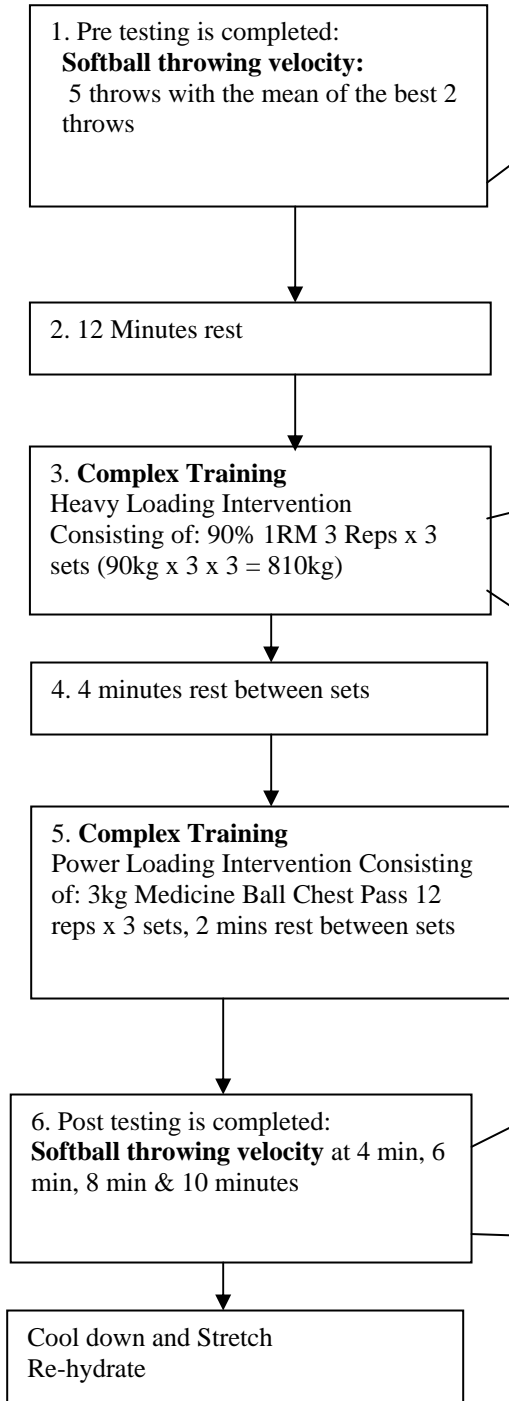 1. Pre testing is completed:
Softball throwing velocity:
5 throws with the mean of the best 2
throws
2. 12 Minutes rest
3. Complex Training
Heavy Loading Intervention
Consisting of: 90% 1RM 3 Reps x 3
sets (90kg x 3 x 3 = 810kg)
4. 4 minutes rest between sets
5. Complex Training
Power Loading Intervention Consisting
of: 3kg Medicine Ball Chest Pass 12
reps x 3 sets, 2 mins rest between sets
6. Post testing is completed:
Softball throwing velocity at 4 min, 6
min, 8 min & 10 minutes
Cool down and Stretch
Re-hydrate